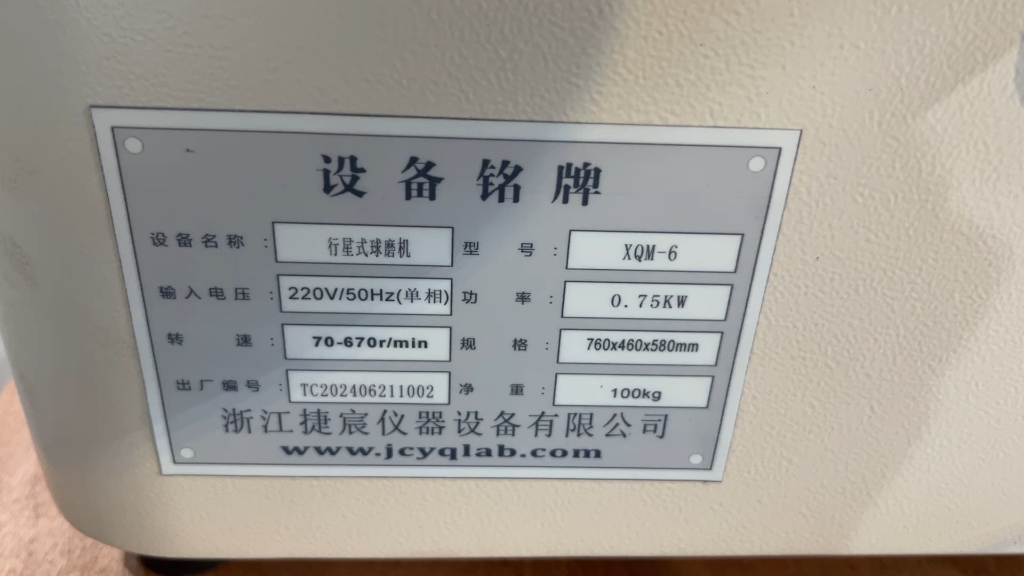 设备铭牌
设备名称： 行星式球磨机 型号： XQM-6
输入电压： 220V/50Hz(单相) 功率： 0.75KW
转速： 70-670r/min 规格： 760x460x580mm
出厂编号： TC202406211002 净重： 100kg
浙江捷宸仪器设备有限公司
www.jcyqlab.com